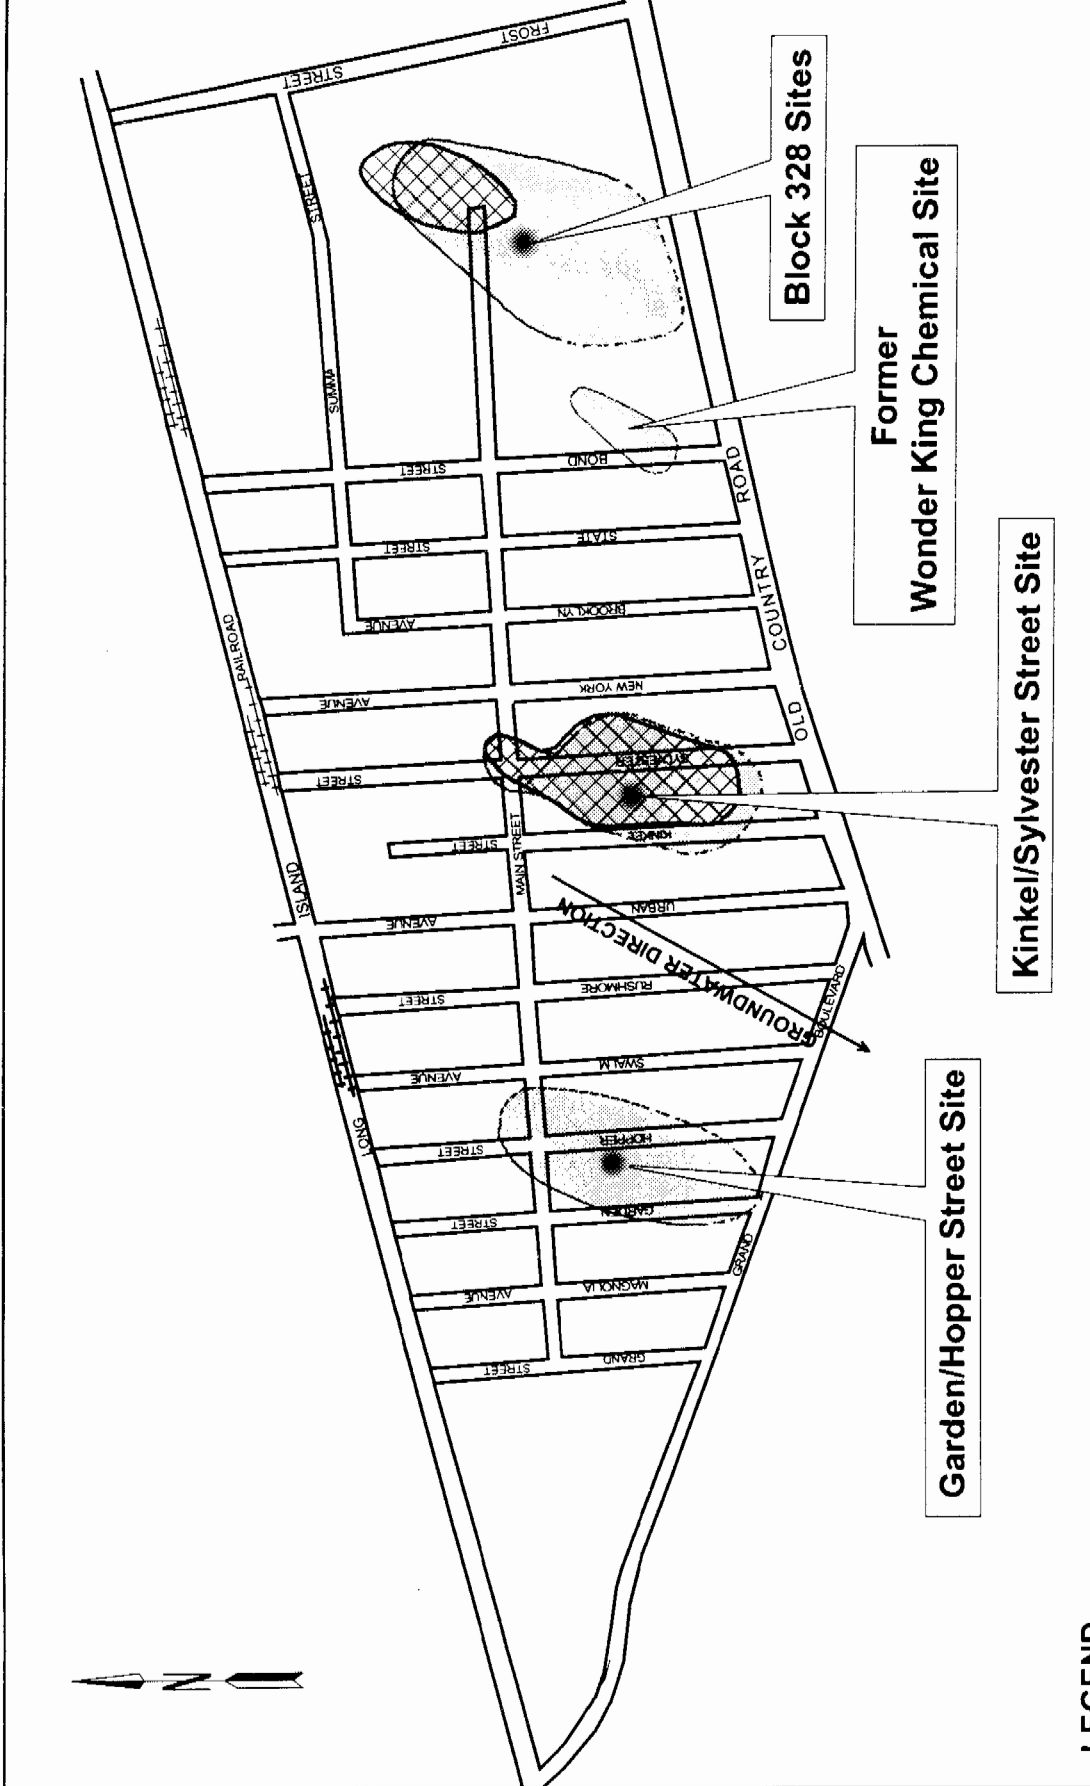 FROST
STREET
STREET
SUMMA
STREET
BOND
STREET
STATE
AVENUE
BROOKLYN
AVENUE
NEW YORK
STREET
SYLVESTER
STREET
KINKEL
MAIN STREET
AVENUE
URBAN
STREET
RUSHMORE
AVENUE
SWALM
STREET
HOPPER
STREET
GARDEN
AVENUE
MAGNOLIA
STREET
GRAND
LONG
ISLAND
RAILROAD
GRAND
BOULEVARD
OLD
COUNTRY
ROAD
GROUNDWATER DIRECTION
N
Block 328 Sites
Former
Wonder King Chemical Site
Kinkel/Sylvester Street Site
Garden/Hopper Street Site
LEGEND